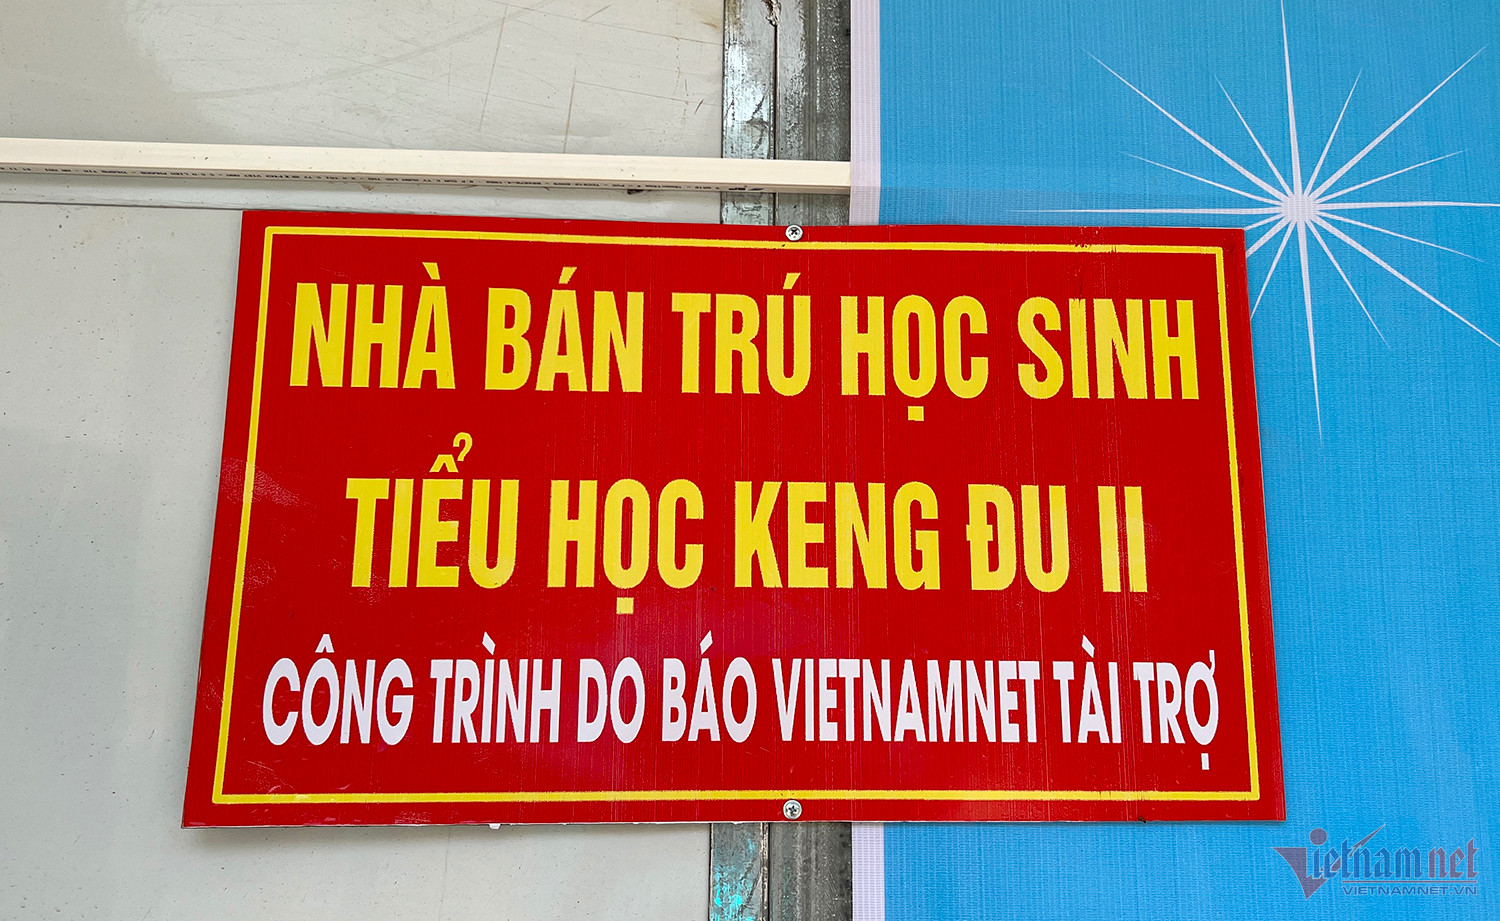 NHÀ BÁN TRÚ HỌC SINH
TIỂU HỌC KENG ĐU II
CÔNG TRÌNH DO BÁO VIETNAMNET TÀI TRỢ
Vietnamnet
VIETNAMNET.VN